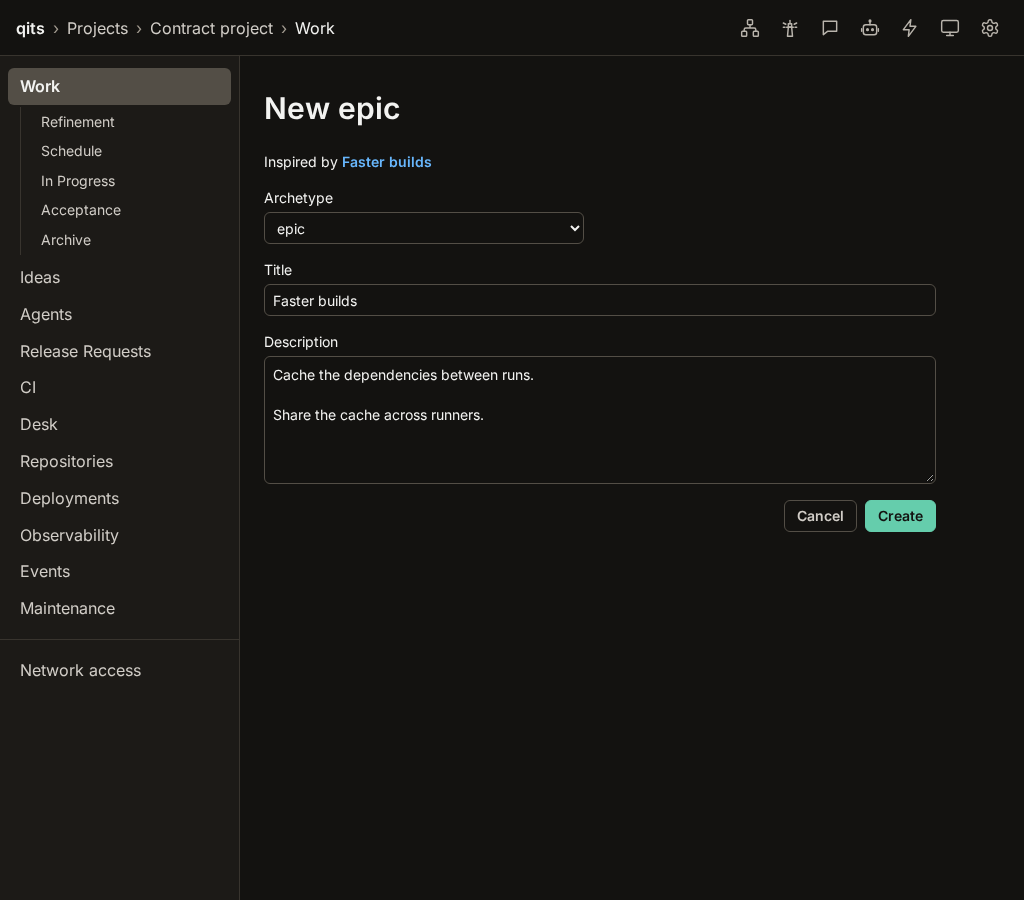 qits › Projects › Contract project › Work
Work
Refinement
Schedule
In Progress
Acceptance
Archive
Ideas
Agents
Release Requests
CI
Desk
Repositories
Deployments
Observability
Events
Maintenance
Network access
New epic
Inspired by Faster builds
Archetype
epic
Title
Faster builds
Description
Cache the dependencies between runs.
Share the cache across runners.
Cancel Create